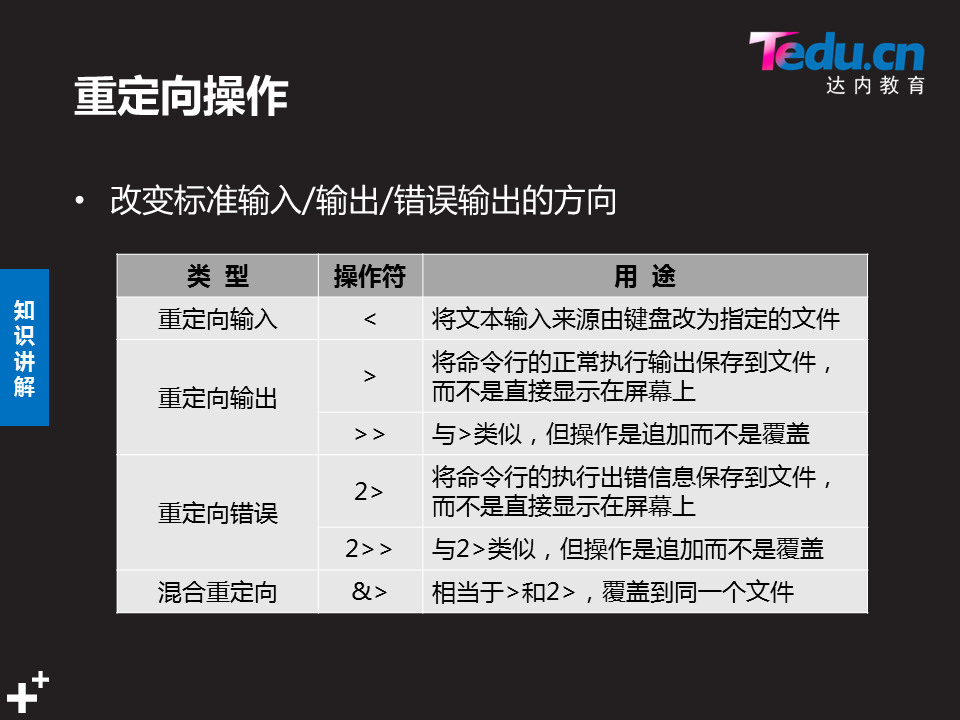 Tedu.cn
达内教育
重定向操作
• 改变标准输入/输出/错误输出的方向
知
识
讲
解
类 型 操作符 用 途
重定向输入 < 将文本输入来源由键盘改为指定的文件
重定向输出 > 将命令行的正常执行输出保存到文件，
而不是直接显示在屏幕上
>> 与>类似，但操作是追加而不是覆盖
重定向错误 2> 将命令行的执行出错信息保存到文件，
而不是直接显示在屏幕上
2>> 与2>类似，但操作是追加而不是覆盖
混合重定向 &> 相当于>和2>，覆盖到同一个文件